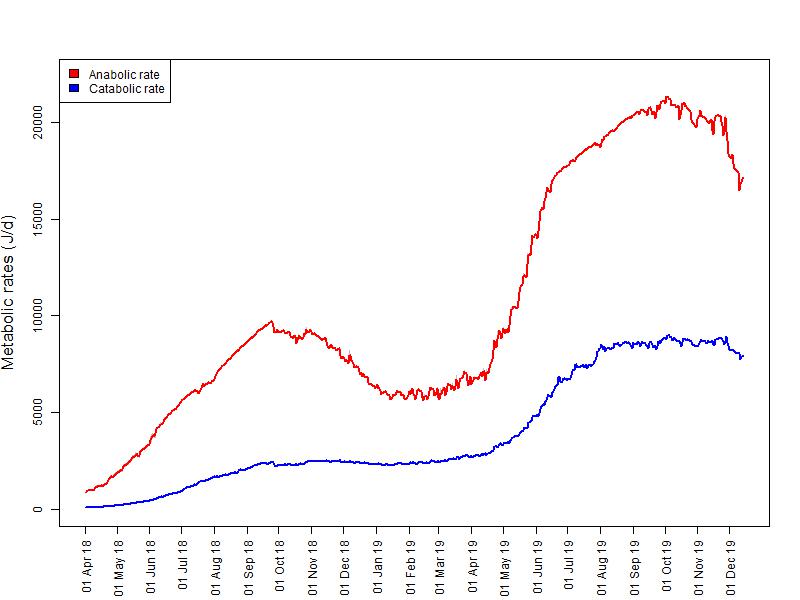 Anabolic rate
Catabolic rate
Metabolic rates (J/d)
20000
15000
10000
5000
0
01 Apr 18
01 May 18
01 Jun 18
01 Jul 18
01 Aug 18
01 Sep 18
01 Oct 18
01 Nov 18
01 Dec 18
01 Jan 19
01 Feb 19
01 Mar 19
01 Apr 19
01 May 19
01 Jun 19
01 Jul 19
01 Aug 19
01 Sep 19
01 Oct 19
01 Nov 19
01 Dec 19